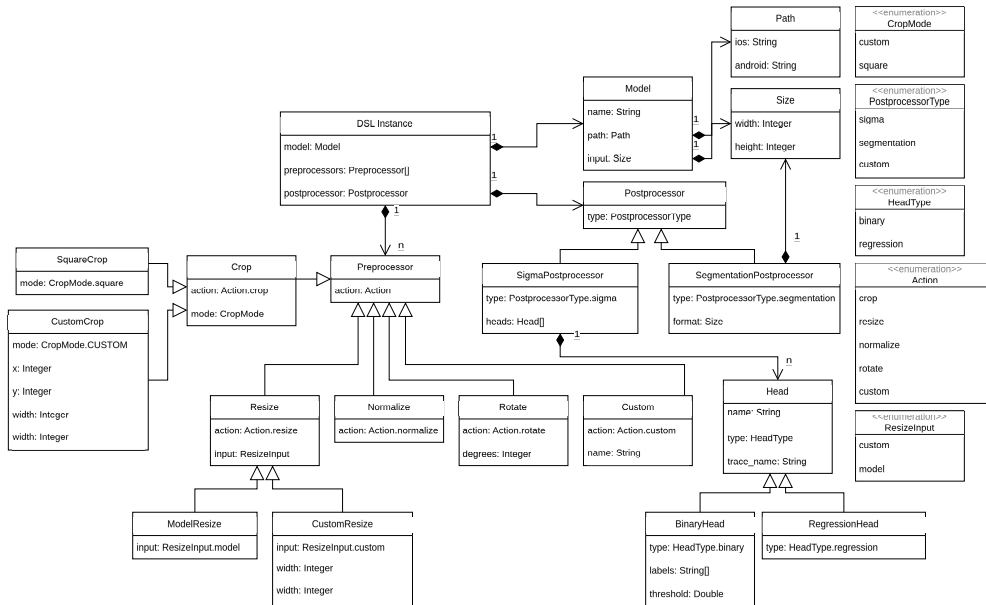 Path
ios: String
android: String
<<enumeration>>
CropMode
custom
square
Model
name: String
path: Path
input: Size
1
1
Size
width: Integer
height: Integer
<<enumeration>>
PostprocessorType
sigma
segmentation
custom
DSL Instance
model: Model
preprocessors: Preprocessor[]
postprocessor: Postprocessor
1
1
1
n
Postprocessor
type: PostprocessorType
<<enumeration>>
HeadType
binary
regression
1
SquareCrop
mode: CropMode.square
Crop
action: Action.crop
mode: CropMode
Preprocessor
action: Action
SigmaPostprocessor
type: PostprocessorType.sigma
heads: Head[]
SegmentationPostprocessor
type: PostprocessorType.segmentation
format: Size
<<enumeration>>
Action
crop
resize
normalize
rotate
custom
CustomCrop
mode: CropMode.CUSTOM
x: Integer
y: Integer
width: Integer
width: Integer
1
n
Resize
action: Action.resize
input: ResizeInput
Normalize
action: Action.normalize
Rotate
action: Action.rotate
degrees: Integer
Custom
action: Action.custom
name: String
Head
name: String
type: HeadType
trace_name: String
<<enumeration>>
ResizeInput
custom
model
ModelResize
input: ResizeInput.model
CustomResize
input: ResizeInput.custom
width: Integer
width: Integer
BinaryHead
type: HeadType.binary
labels: String[]
threshold: Double
RegressionHead
type: HeadType.regression